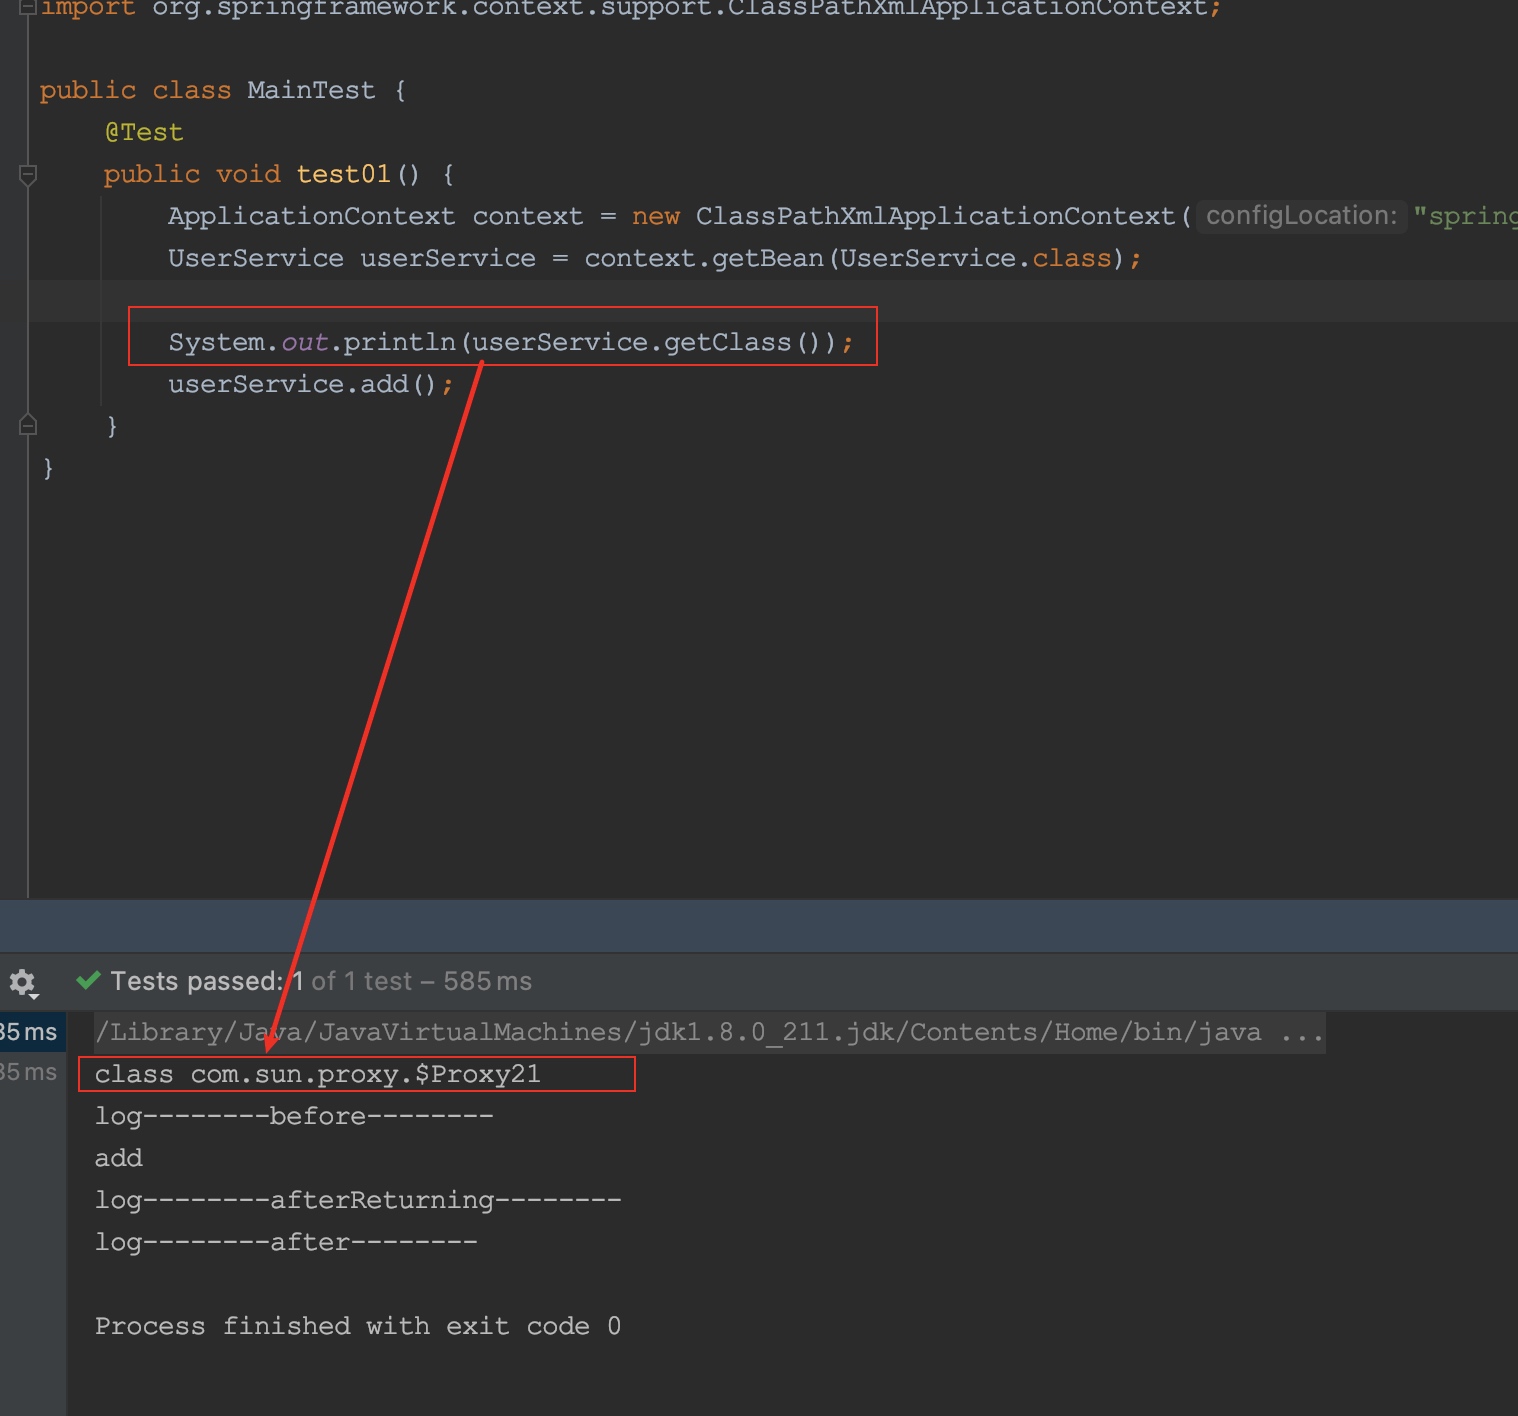 import org.springframework.context.support.ClassPathXmlApplicationContext;
public class MainTest {
@Test
public void test01() {
ApplicationContext context = new ClassPathXmlApplicationContext( configLocation: "spring
UserService userService = context.getBean(UserService.class);
System.out.println(userService.getClass());
userService.add();
}
}
Tests passed: 1 of 1 test – 585 ms
35 ms /Library/Java/JavaVirtualMachines/jdk1.8.0_211.jdk/Contents/Home/bin/java ...
35 ms class com.sun.proxy.$Proxy21
log--------before--------
add
log--------afterReturning--------
log--------after--------
Process finished with exit code 0